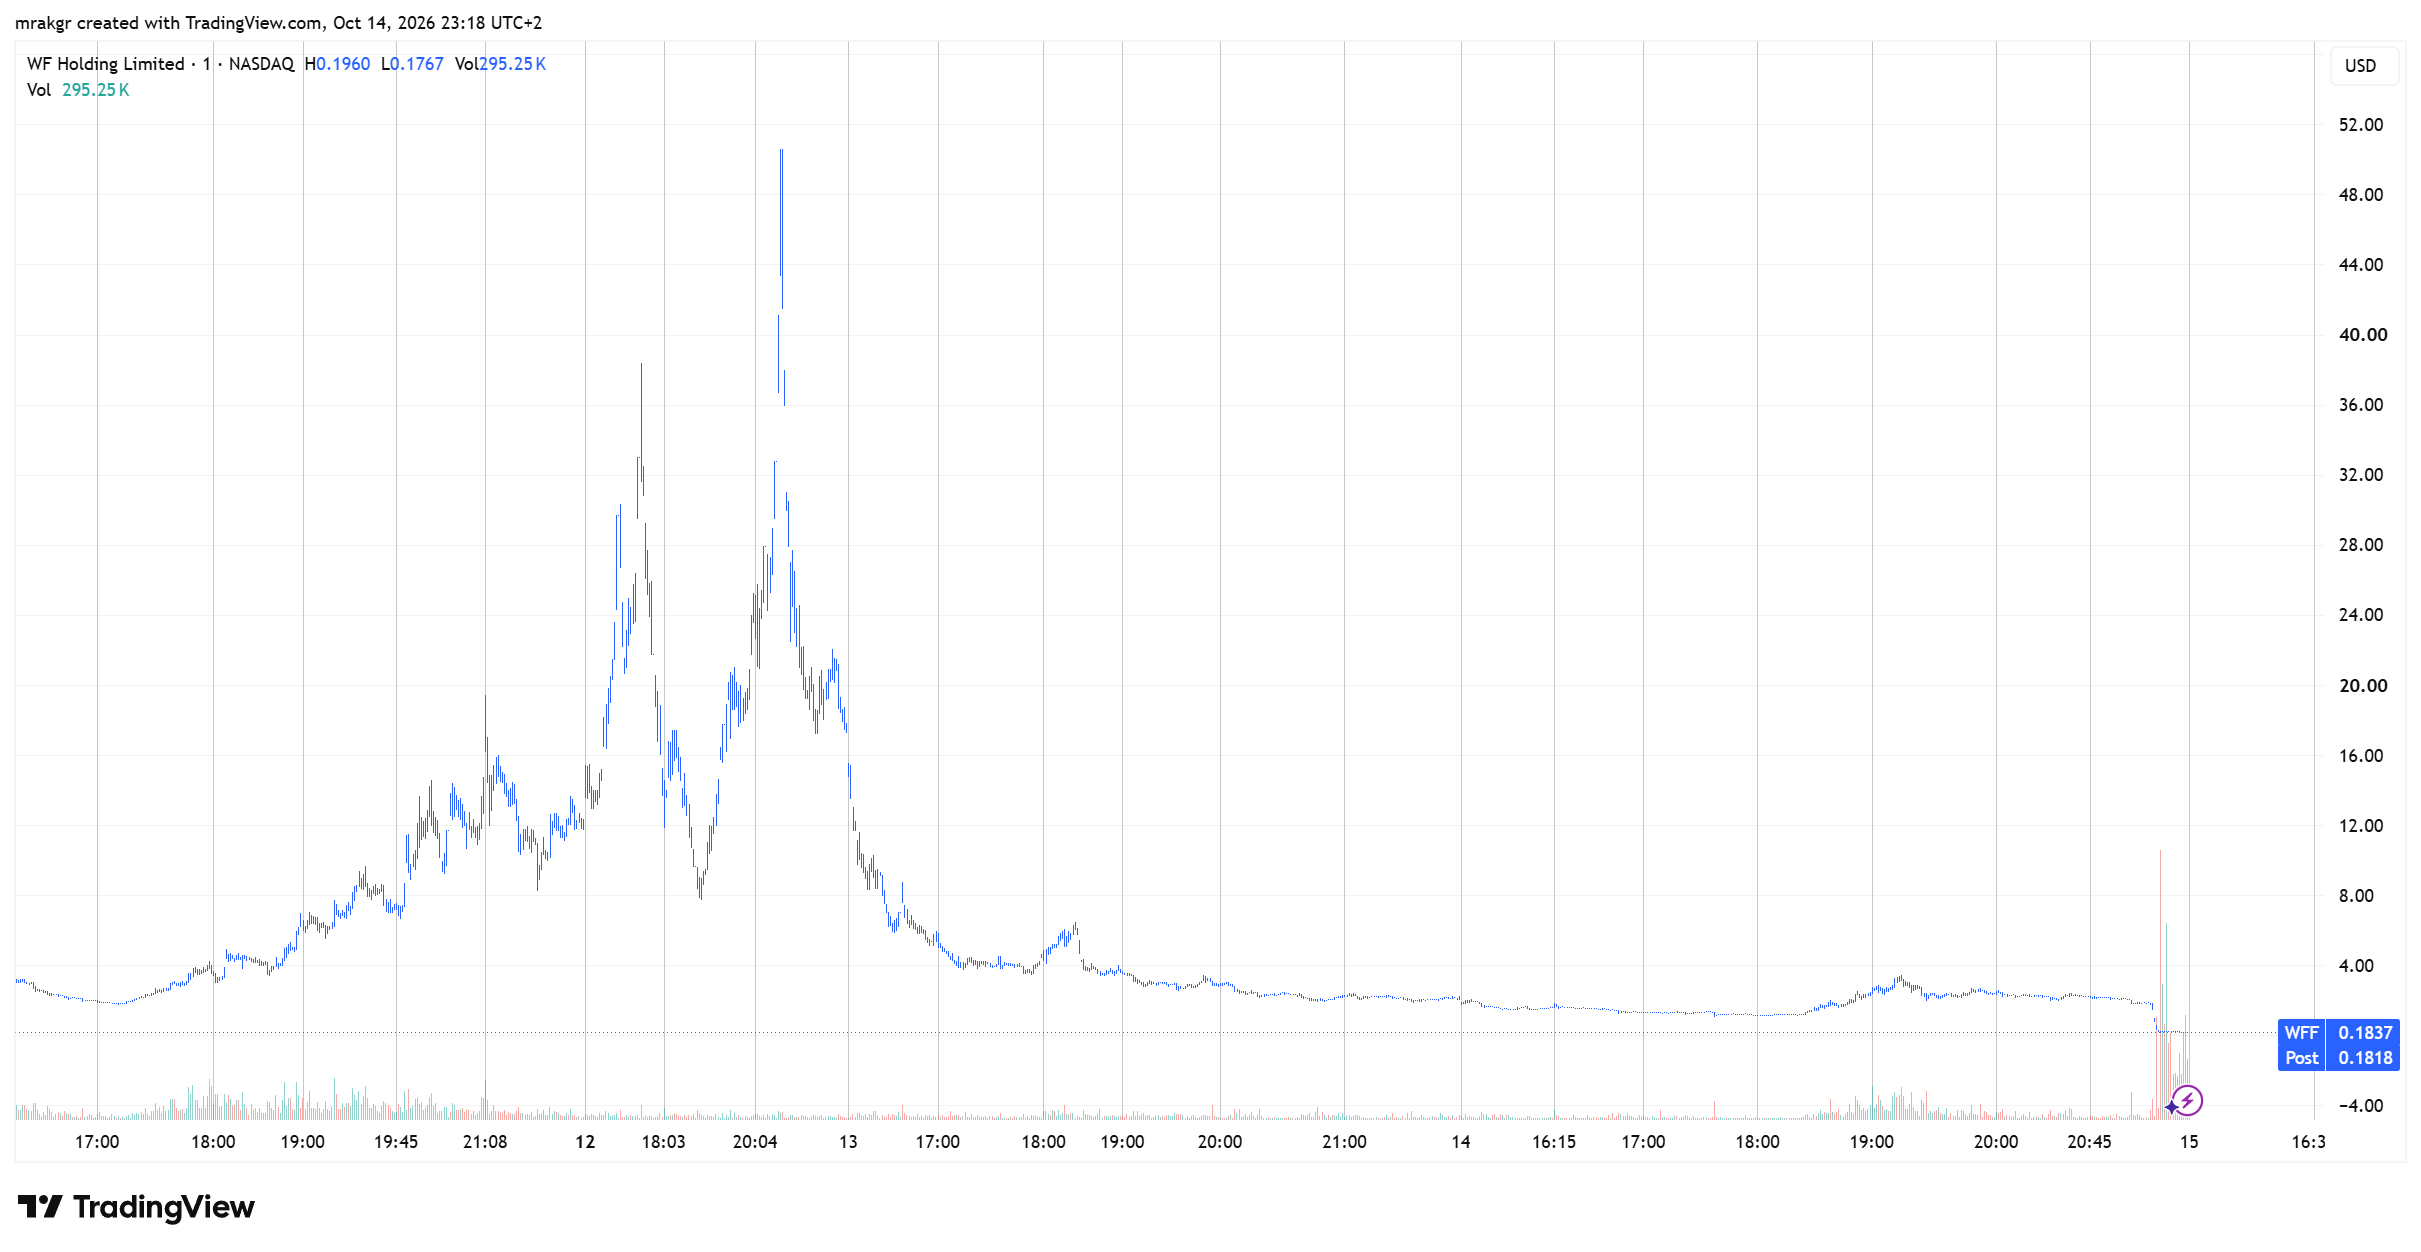 mrakgr created with TradingView.com, Oct 14, 2026 23:18 UTC+2
WF Holding Limited · 1 · NASDAQ H0.1960 L0.1767 Vol295.25 K
Vol 295.25 K
USD
52.00
48.00
44.00
40.00
36.00
32.00
28.00
24.00
20.00
16.00
12.00
8.00
4.00
WFF 0.1837
Post 0.1818
−4.00
17:00 18:00 19:00 19:45 21:08 12 18:03 20:04 13 17:00 18:00 19:00 20:00 21:00 14 16:15 17:00 18:00 19:00 20:00 20:45 15 16:3
TradingView